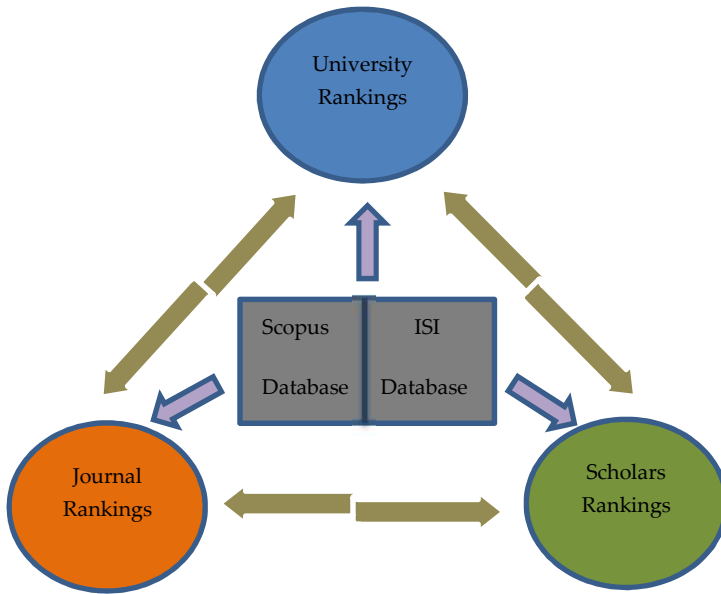 University
Rankings
Scopus
Database
ISI
Database
Journal
Rankings
Scholars
Rankings